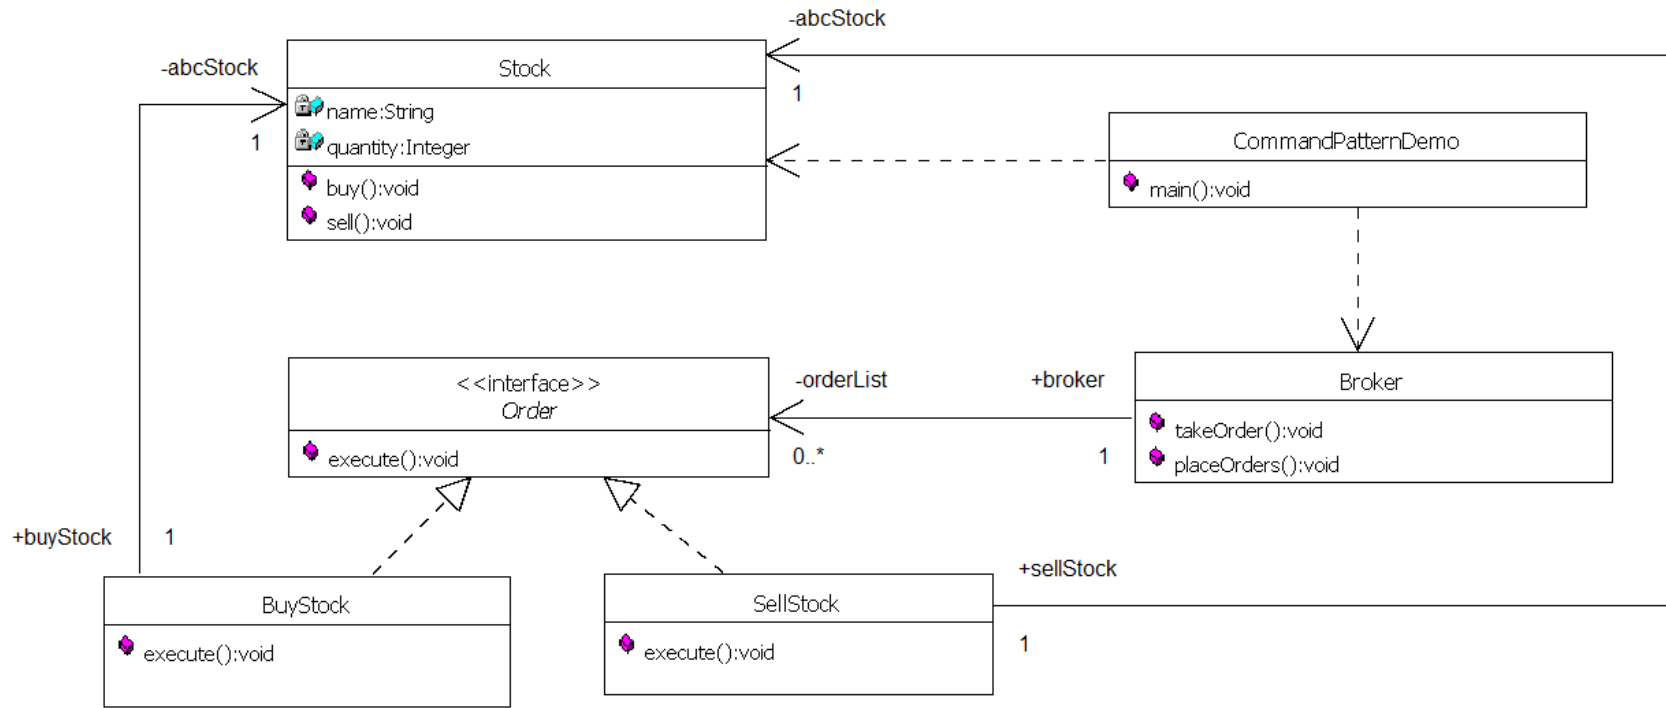 -abcStock
-abcStock
1
1
Stock
name:String
quantity:Integer
buy():void
sell():void
CommandPatternDemo
main():void
<<interface>>
Order
execute():void
-orderList
0..*
+broker
1
Broker
takeOrder():void
placeOrders():void
+buyStock
1
BuyStock
execute():void
SellStock
execute():void
+sellStock
1